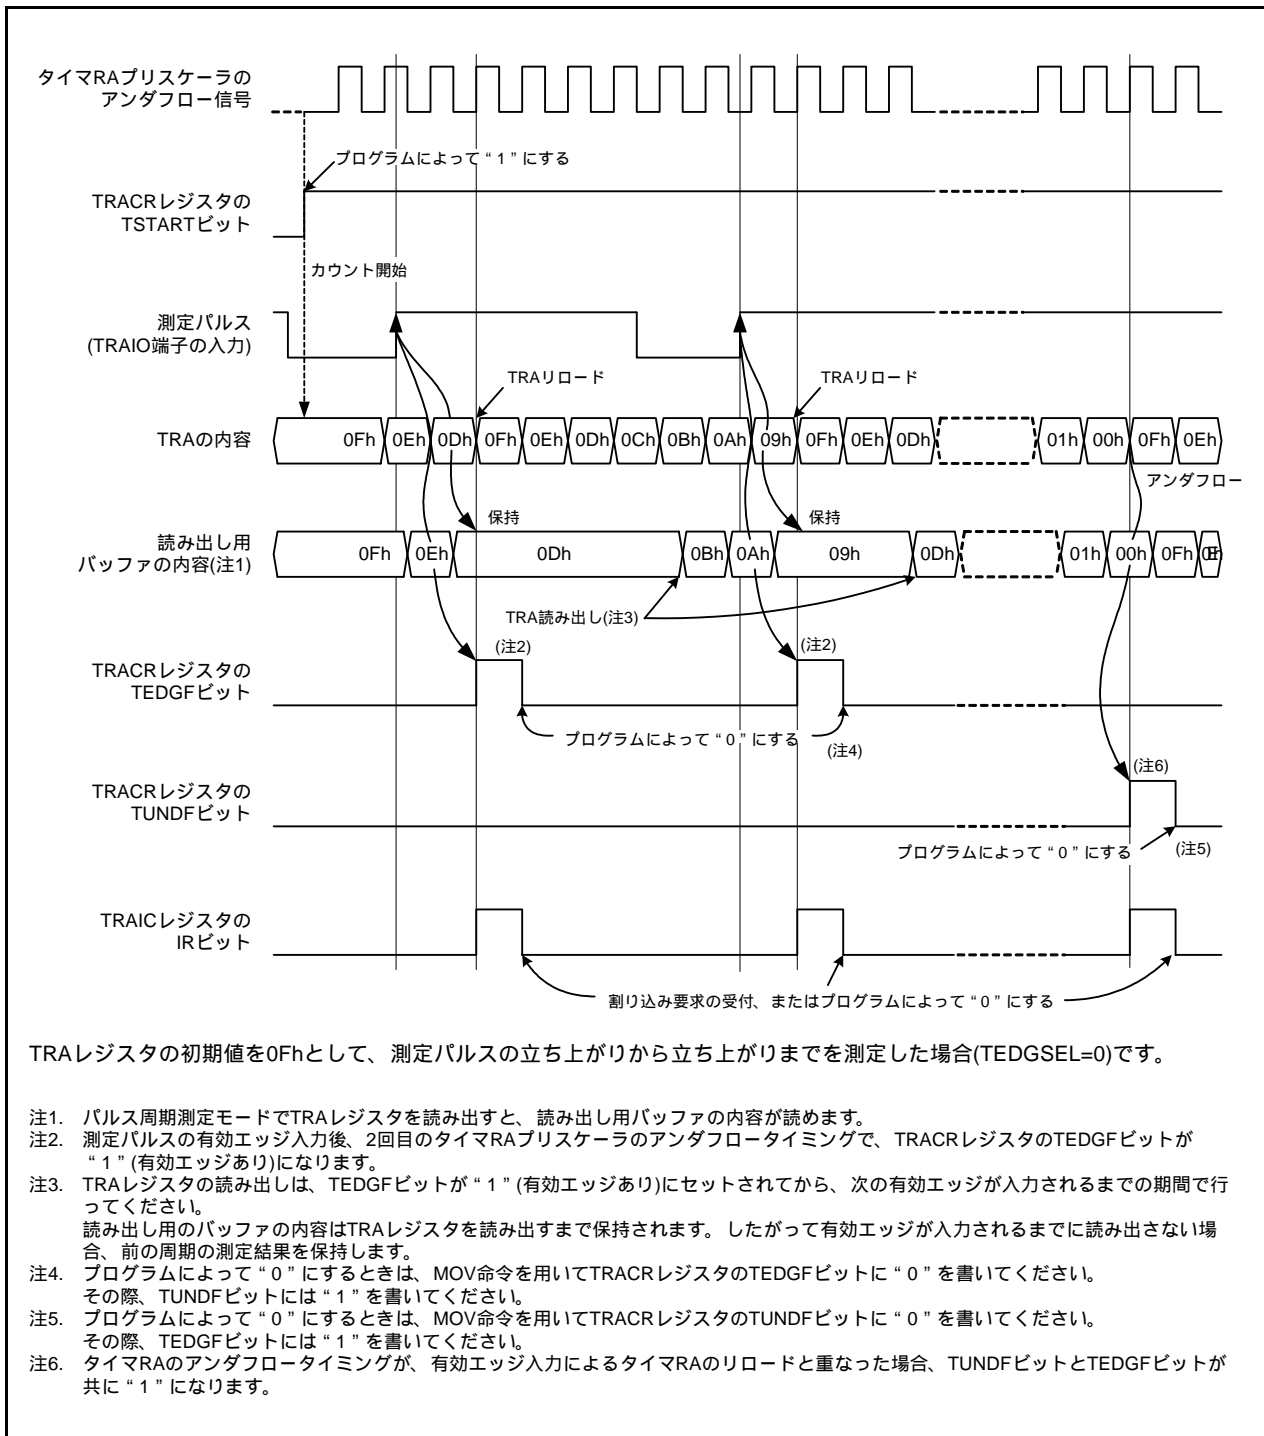 タイマRAプリスケーラの
アンダフロー信号
プログラムによって“1”にする
TRACRレジスタの
TSTARTビット
カウント開始
測定パルス
(TRAIO端子の入力)
TRAリロード
TRAリロード
TRAの内容
0Fh 0Eh 0Dh 0Fh 0Eh 0Dh 0Ch 0Bh 0Ah 09h 0Fh 0Eh 0Dh 01h 00h 0Fh 0Eh
アンダフロー
保持
保持
読み出し用
バッファの内容(注1)
0Fh 0Eh 0Dh 0Bh 0Ah 09h 0Dh 01h 00h 0Fh
TRA読み出し(注3)
(注2)
(注2)
TRACRレジスタの
TEDGFビット
プログラムによって“0”にする
(注4)
(注6)
TRACRレジスタの
TUNDFビット
プログラムによって“0”にする
(注5)
TRAICレジスタの
IRビット
割り込み要求の受付、またはプログラムによって“0”にする
TRAレジスタの初期値を0Fhとして、測定パルスの立ち上がりから立ち上がりまでを測定した場合(TEDGSEL=0)です。
注1. パルス周期測定モードでTRAレジスタを読み出すと、読み出し用バッファの内容が読めます。
注2. 測定パルスの有効エッジ入力後、2回目のタイマRAプリスケーラのアンダフロータイミングで、TRACRレジスタのTEDGFビットが
“1”(有効エッジあり)になります。
注3. TRAレジスタの読み出しは、TEDGFビットが“1”(有効エッジあり)にセットされてから、次の有効エッジが入力されるまでの期間で行
ってください。
読み出し用のバッファの内容はTRAレジスタを読み出すまで保持されます。したがって有効エッジが入力されるまでに読み出さない場
合、前の周期の測定結果を保持します。
注4. プログラムによって“0”にするときは、MOV命令を用いてTRACRレジスタのTEDGFビットに“0”を書いてください。
その際、TUNDFビットには“1”を書いてください。
注5. プログラムによって“0”にするときは、MOV命令を用いてTRACRレジスタのTUNDFビットに“0”を書いてください。
その際、TEDGFビットには“1”を書いてください。
注6. タイマRAのアンダフロータイミングが、有効エッジ入力によるタイマRAのリロードと重なった場合、TUNDFビットとTEDGFビットが
共に“1”になります。